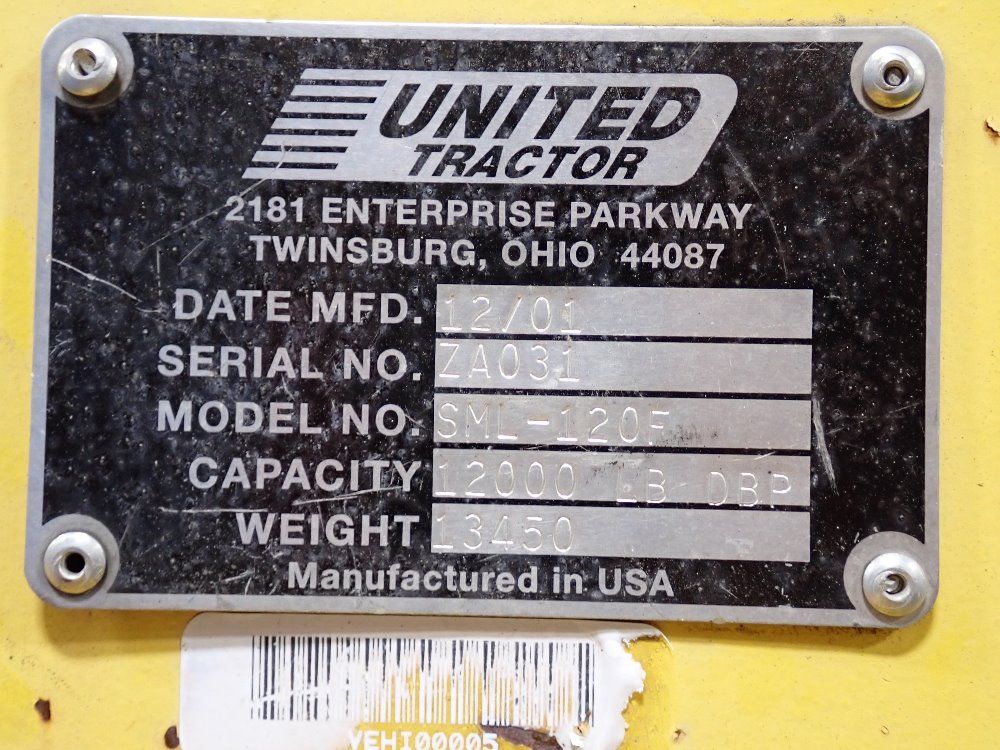 UNITED
TRACTOR
2181 ENTERPRISE PARKWAY
TWINSBURG, OHIO 44087
DATE MFD. 12/01
SERIAL NO. ZA031
MODEL NO. SML-120F
CAPACITY 12000 LB DBP
WEIGHT 13450
Manufactured in USA
VEHI00005